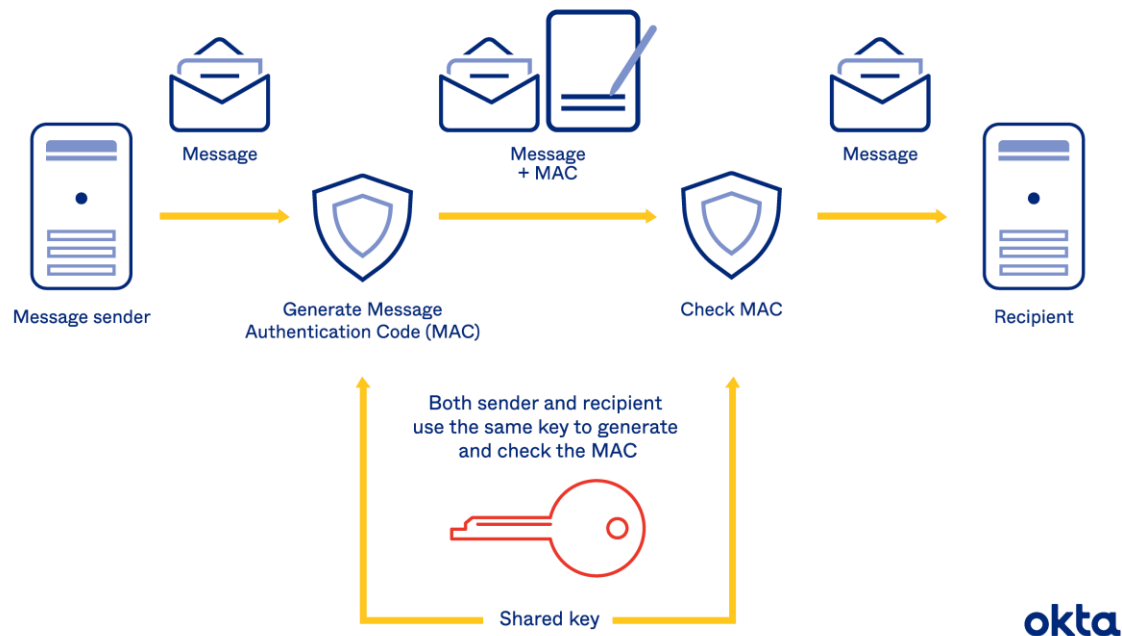 Message
Message
+ MAC
Message
Message sender
Generate Message
Authentication Code (MAC)
Check MAC
Recipient
Both sender and recipient
use the same key to generate
and check the MAC
Shared key
okta